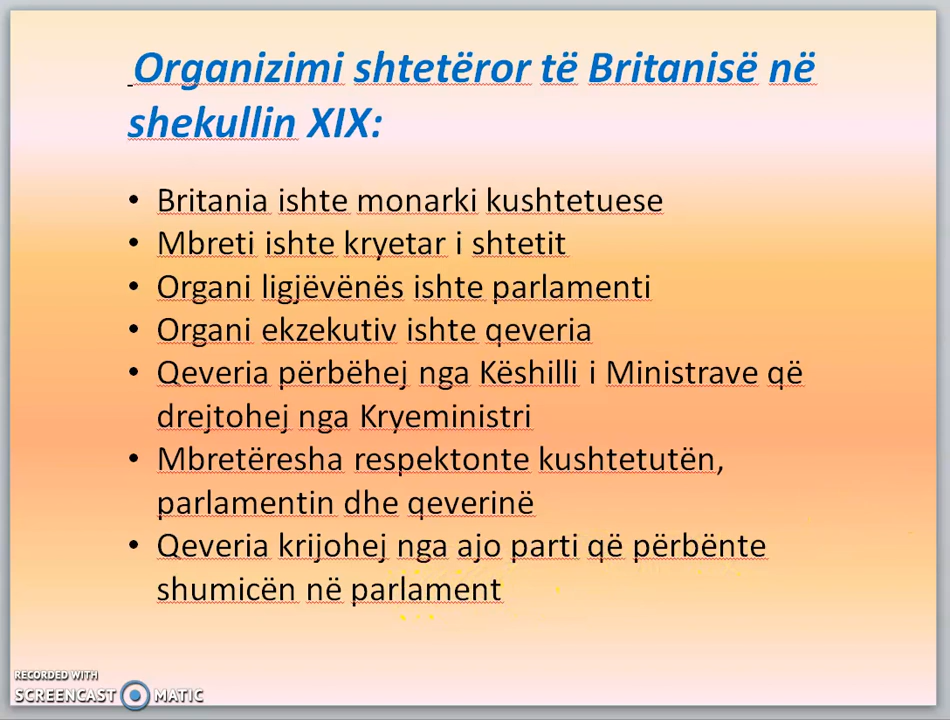 Organizimi shtetëror të Britanisë në
shekullin XIX:
• Britania ishte monarki kushtetuese
• Mbreti ishte kryetar i shtetit
• Organi ligjëvënës ishte parlamenti
• Organi ekzekutiv ishte qeveria
• Qeveria përbëhej nga Këshilli i Ministrave që
drejtohej nga Kryeministri
• Mbretëresha respektonte kushtetutën,
parlamentin dhe qeverinë
• Qeveria krijohej nga ajo parti që përbënte
shumicën në parlament
RECORDED WITH
SCREENCAST MATIC